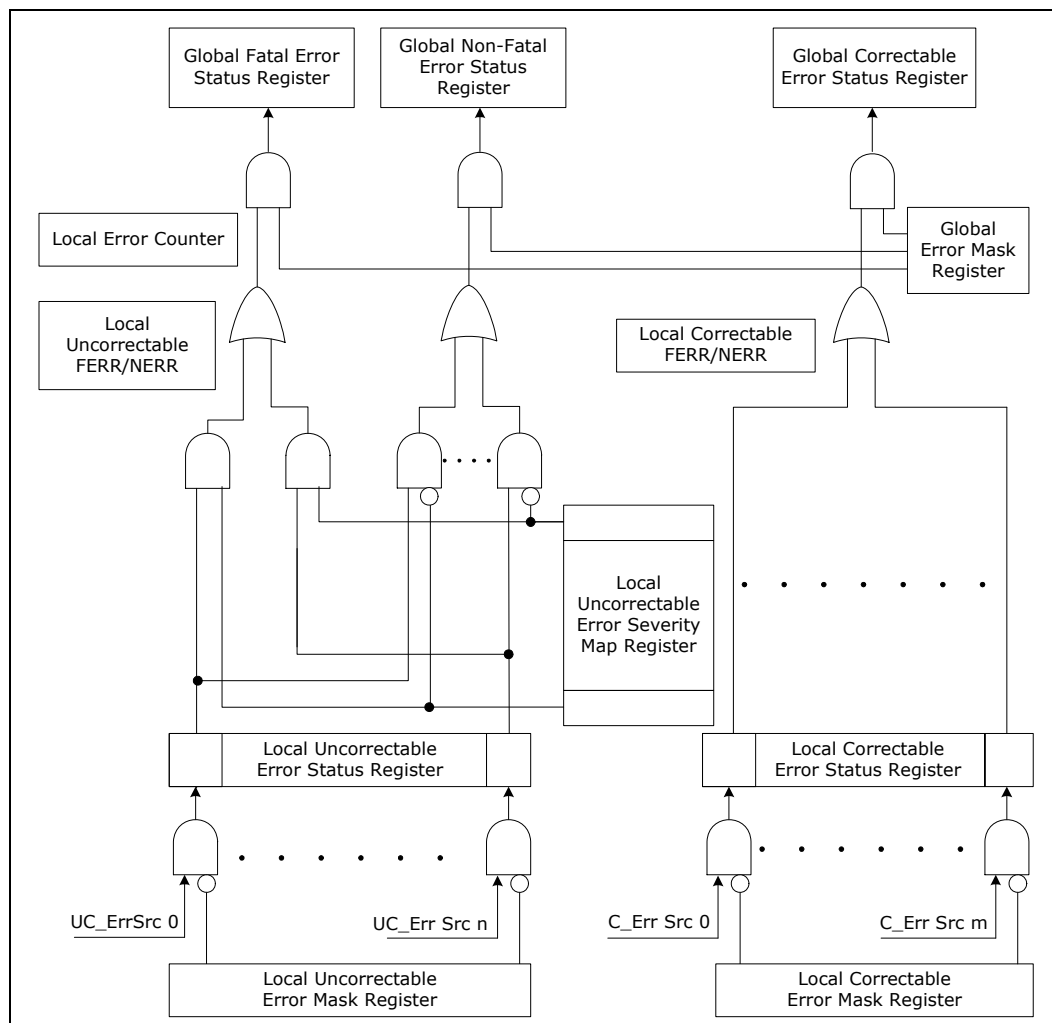 Global Fatal Error
Status Register
Global Non-Fatal
Error Status
Register
Global Correctable
Error Status Register
Local Error Counter
Global
Error Mask
Register
Local
Uncorrectable
FERR/NERR
Local Correctable
FERR/NERR
Local
Uncorrectable
Error Severity
Map Register
Local Uncorrectable
Error Status Register
Local Correctable
Error Status Register
UC_ErrSrc 0
UC_Err Src n
C_Err Src 0
C_Err Src m
Local Uncorrectable
Error Mask Register
Local Correctable
Error Mask Register